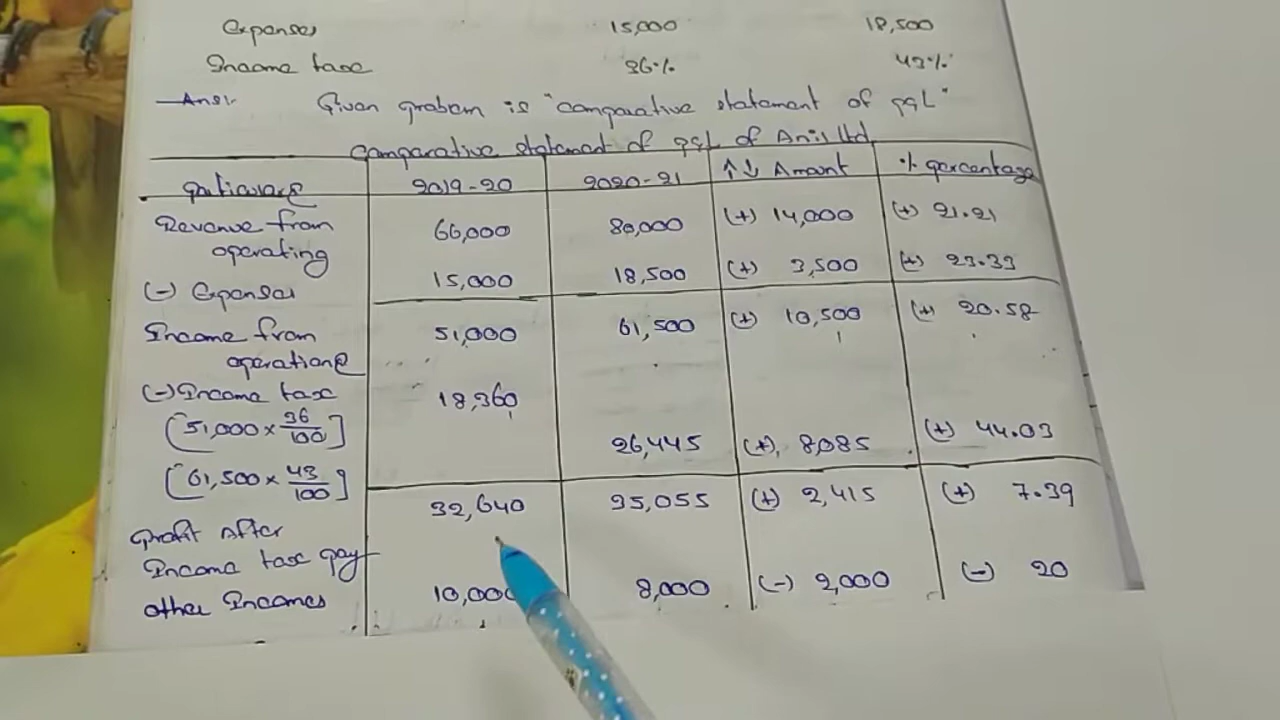 Expenses 15,000 18,500
Income tax 36% 43%
Ans:- Given problem is "comparative statement of P&L"
comparative statement of P&L of Anil ltd
particulars 2019-20 2020-21 ↑↓ Amount % percentage
Revenue from operating 66,000 80,000 (+) 14,000 (+) 21.21
(-) Expenses 15,000 18,500 (+) 3,500 (+) 23.33
Income from operations 51,000 61,500 (+) 10,500 (+) 20.58
(-) Income tax 18,360
[51,000 × 36/100]
26,445 (+) 8,085 (+) 44.03
[61,500 × 43/100]
Profit After 32,640 35,055 (+) 2,415 (+) 7.39
Income tax pay
other Incomes 10,000 8,000 (-) 2,000 (-) 20